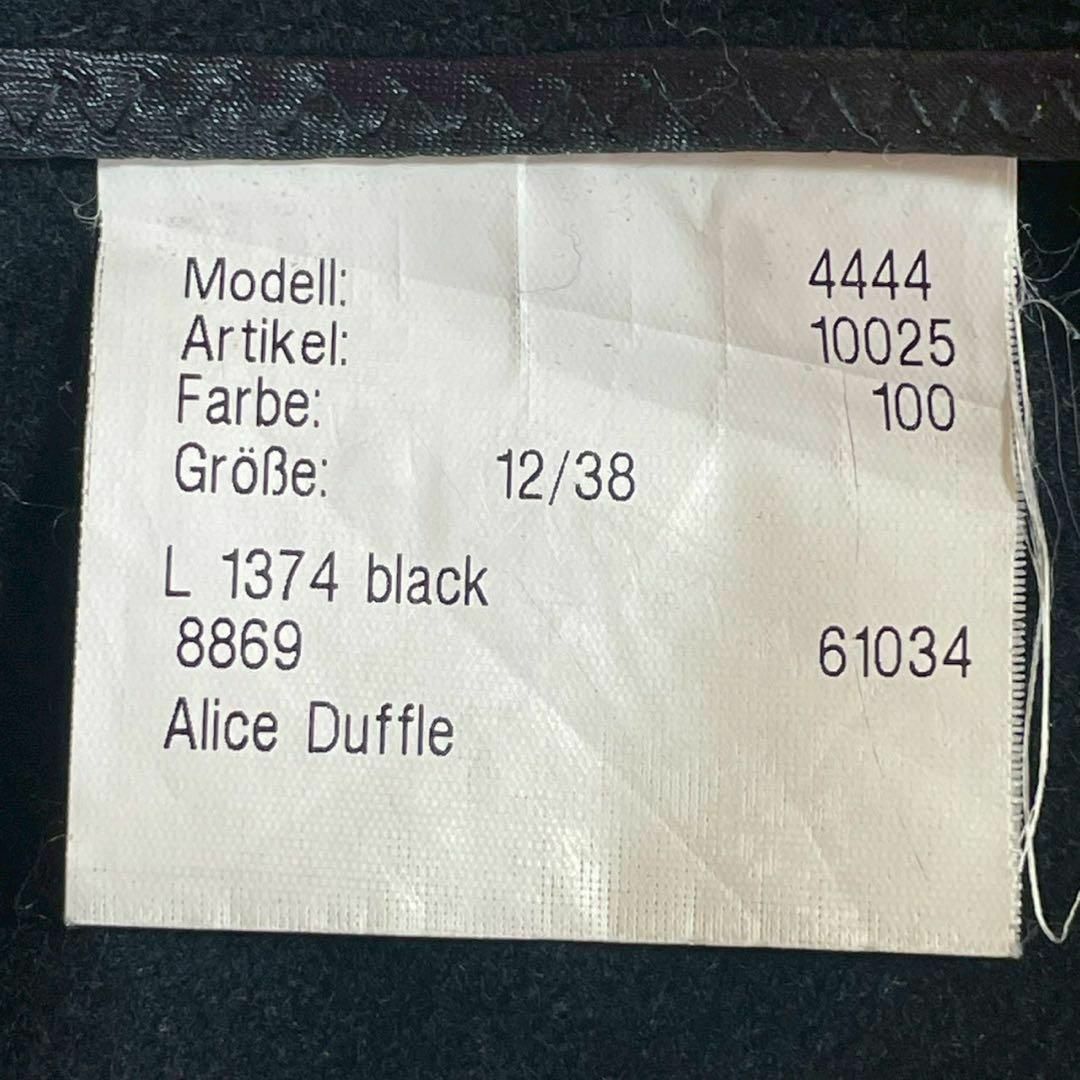 Modell: 4444
Artikel: 10025
Farbe: 100
Größe: 12/38
L 1374 black
8869 61034
Alice Duffle